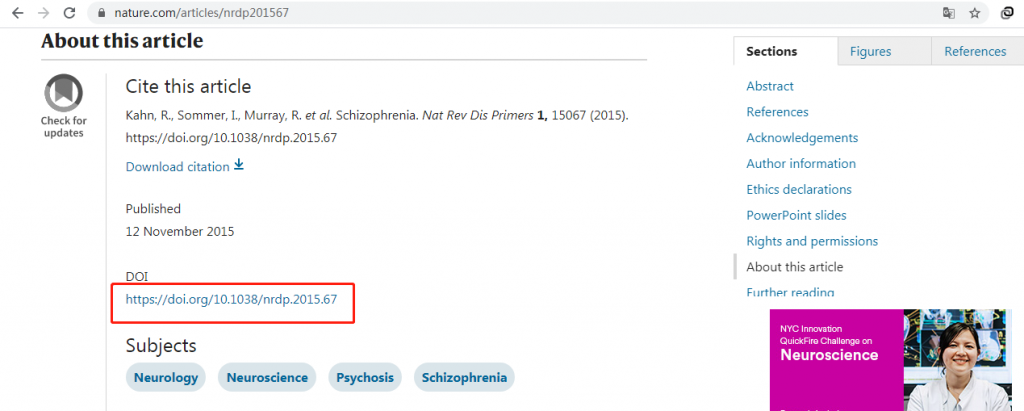 nature.com/articles/nrdp201567
About this article
Check for
updates
Cite this article
Kahn, R., Sommer, I., Murray, R. et al. Schizophrenia. Nat Rev Dis Primers 1, 15067 (2015).
https://doi.org/10.1038/nrdp.2015.67
Download citation
Published
12 November 2015
DOI
https://doi.org/10.1038/nrdp.2015.67
Subjects
Neurology Neuroscience Psychosis Schizophrenia
Sections Figures References
Abstract
References
Acknowledgements
Author information
Ethics declarations
PowerPoint slides
Rights and permissions
About this article
Further reading
NYC Innovation
QuickFire Challenge on
Neuroscience